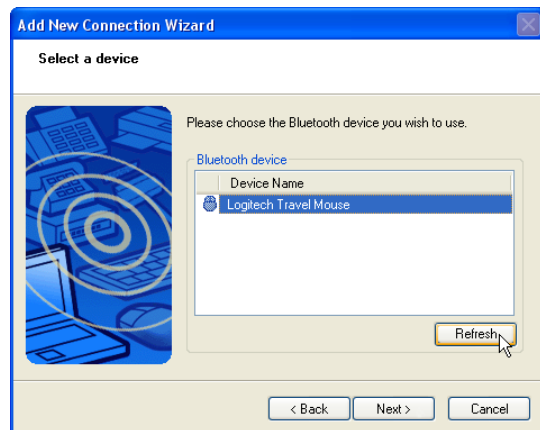 Add New Connection Wizard
Select a device
Please choose the Bluetooth device you wish to use.
Bluetooth device
Device Name
Logitech Travel Mouse
Refresh
< Back Next > Cancel